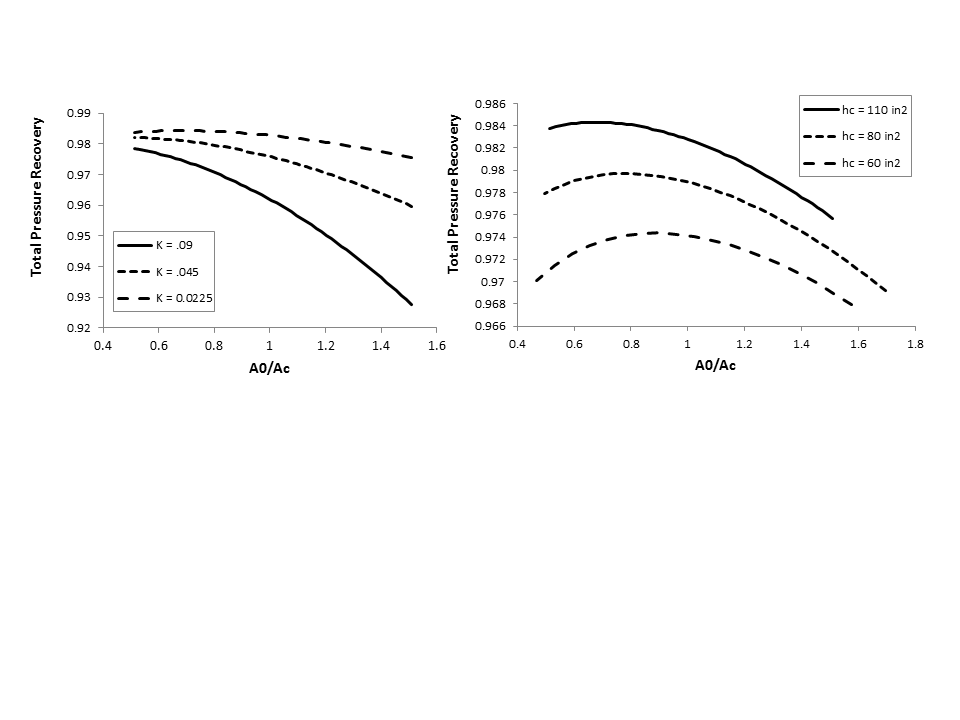 Total Pressure Recovery
0.99
0.98
0.97
0.96
0.95
0.94
0.93
0.92
K = .09
K = .045
K = 0.0225
0.4 0.6 0.8 1 1.2 1.4 1.6
A0/Ac
Total Pressure Recovery
0.986
0.984
0.982
0.98
0.978
0.976
0.974
0.972
0.97
0.968
0.966
hc = 110 in2
hc = 80 in2
hc = 60 in2
0.4 0.6 0.8 1 1.2 1.4 1.6 1.8
A0/Ac